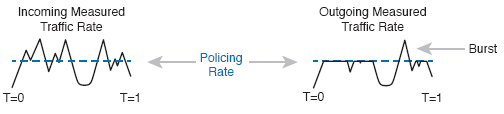 Incoming Measured
Traffic Rate
T=0
T=1
Policing
Rate
Outgoing Measured
Traffic Rate
Burst
T=0
T=1